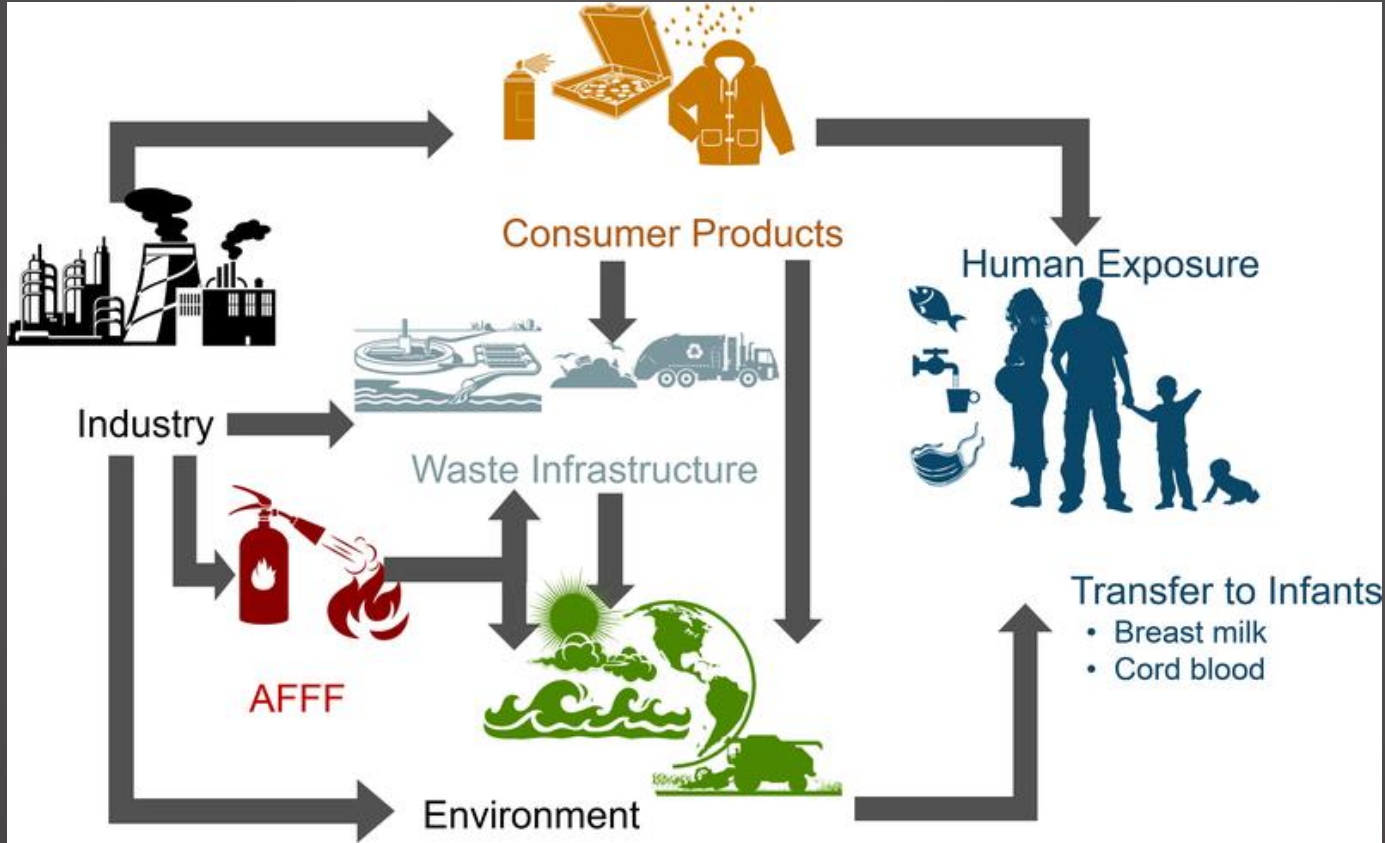 Consumer Products
Human Exposure
Industry
Waste Infrastructure
Transfer to Infants
• Breast milk
• Cord blood
AFFF
Environment